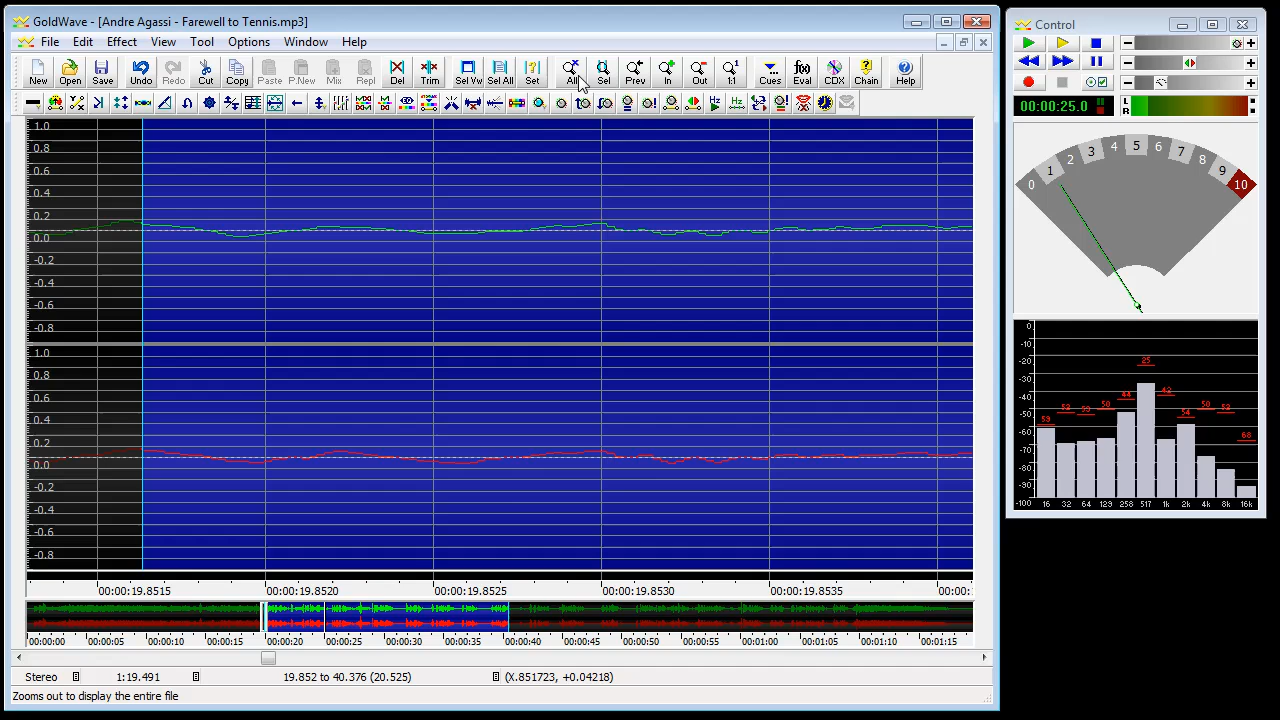 GoldWave - [Andre Agassi - Farewell to Tennis.mp3]
File Edit Effect View Tool Options Window Help
New Open Save Undo Redo Cut Copy Paste P.New Mix Repl Del Trim Sel Vw Sel All Set All Sel Prev In Out 1:1 Cues Eval CDX Chain Help
1.0
0.8
0.6
0.4
0.2
0.0
-0.2
-0.4
-0.6
-0.8
1.0
0.8
0.6
0.4
0.2
0.0
-0.2
-0.4
-0.6
-0.8
00:00:19.8515 00:00:19.8520 00:00:19.8525 00:00:19.8530 00:00:19.8535 00:00:
00:00:00 00:00:05 00:00:10 00:00:15 00:00:20 00:00:25 00:00:30 00:00:35 00:00:40 00:00:45 00:00:50 00:00:55 00:01:00 00:01:05 00:01:10 00:01:15
Stereo 1:19.491 19.852 to 40.376 (20.525) (X.851723, +0.04218)
Zooms out to display the entire file
Control
00:00:25.0
L
R
0 1 2 3 4 5 6 7 8 9 10
0
-10
-20
-30
-40
-50
-60
-70
-80
-90
-100
59 52 53 50 44 25 42 54 50 52 68
16 32 64 129 258 517 1k 2k 4k 8k 16k